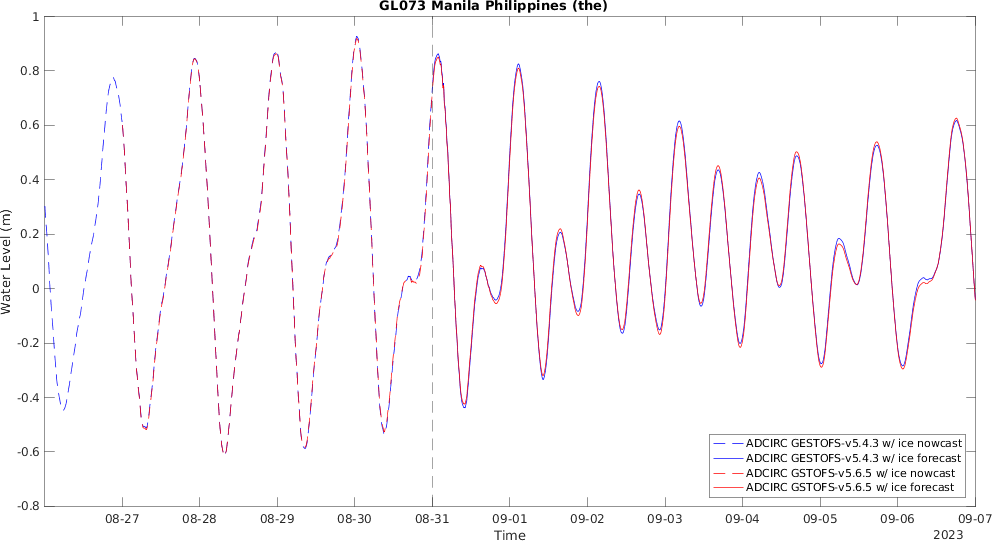 GL073 Manila Philippines (the)
1
0.8
0.6
0.4
0.2
0
-0.2
-0.4
-0.6
-0.8
Water Level (m)
ADCIRC GESTOFS-v5.4.3 w/ ice nowcast
ADCIRC GESTOFS-v5.4.3 w/ ice forecast
ADCIRC GSTOFS-v5.6.5 w/ ice nowcast
ADCIRC GSTOFS-v5.6.5 w/ ice forecast
08-27 08-28 08-29 08-30 08-31 09-01 09-02 09-03 09-04 09-05 09-06 09-07
Time 2023